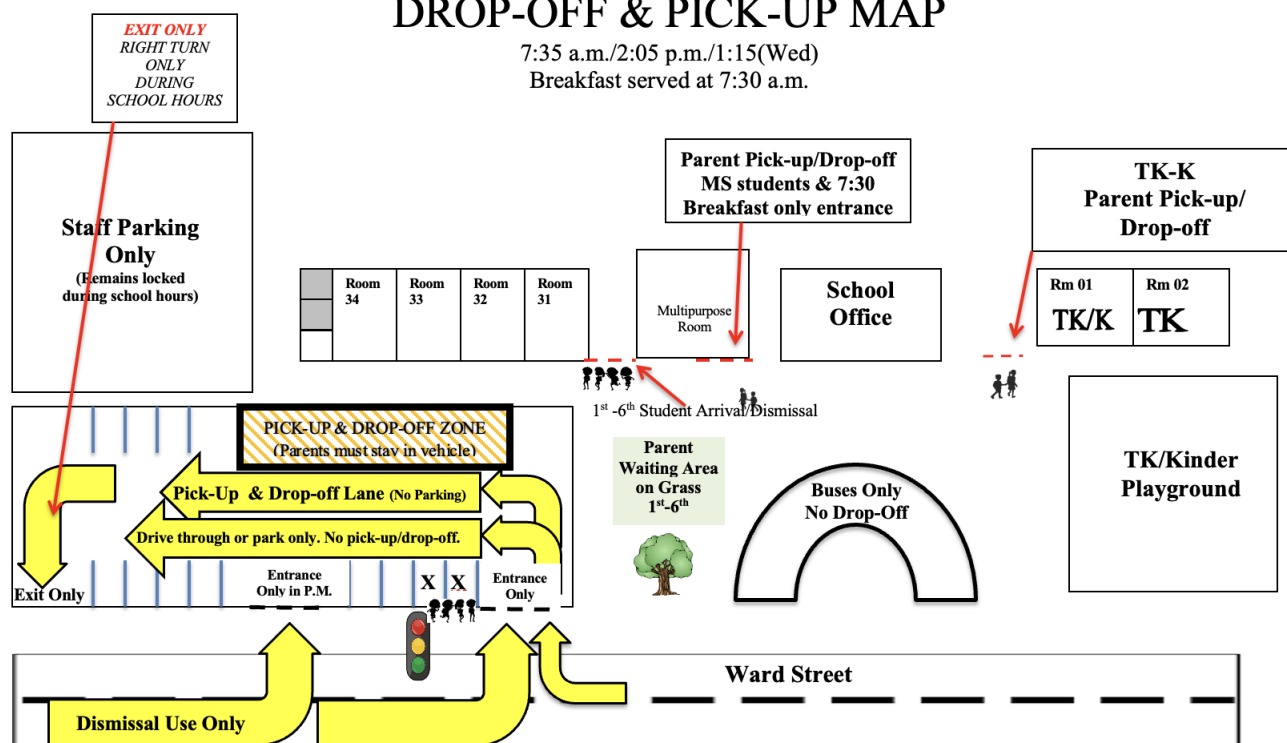 DROP-OFF & PICK-UP MAP
7:35 a.m./2:05 p.m./1:15(Wed)
Breakfast served at 7:30 a.m.
EXIT ONLY
RIGHT TURN
ONLY
DURING
SCHOOL HOURS
Parent Pick-up/Drop-off
MS students & 7:30
Breakfast only entrance
TK-K
Parent Pick-up/
Drop-off
Staff Parking
Only
(Remains locked
during school hours)
Room
34
Room
33
Room
32
Room
31
Multipurpose
Room
School
Office
Rm 01
TK/K
Rm 02
TK
1st -6th Student Arrival/Dismissal
PICK-UP & DROP-OFF ZONE
(Parents must stay in vehicle)
Pick-Up & Drop-off Lane (No Parking)
Drive through or park only. No pick-up/drop-off.
Parent
Waiting Area
on Grass
1st-6th
Buses Only
No Drop-Off
TK/Kinder
Playground
Exit Only
Entrance
Only in P.M.
X X
Entrance
Only
Ward Street
Dismissal Use Only